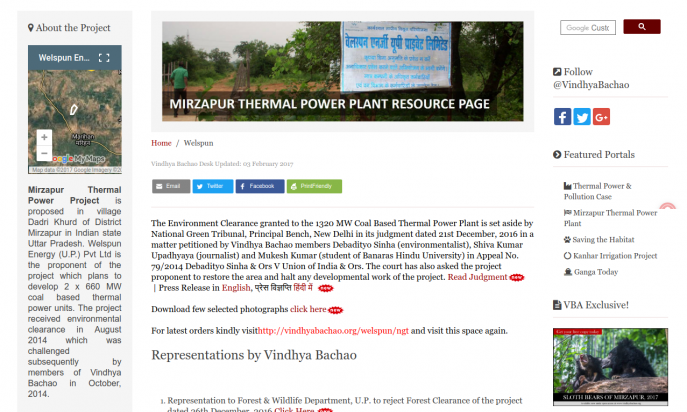 About the Project
Welspun En...
Marihan
Google My Maps
Map data ©2017 Google Imagery ©20
Mirzapur Thermal
Power Project is
proposed in village
Dadri Khurd of District
Mirzapur in Indian state
Uttar Pradesh. Welspun
Energy (U.P.) Pvt Ltd is
the proponent of the
project which plans to
develop 2 x 660 MW
coal based thermal
power units. The project
received environmental
clearance in August
2014 which was
challenged
subsequently by
members of Vindhya
Bachao in October,
2014.
वेलस्पन एनर्जी यूपी प्राइवेट लिमिटेड
MIRZAPUR THERMAL POWER PLANT RESOURCE PAGE
Home / Welspun
Vindhya Bachao Desk Updated: 03 February 2017
Email Twitter Facebook PrintFriendly
The Environment Clearance granted to the 1320 MW Coal Based Thermal Power Plant is set aside by
National Green Tribunal, Principal Bench, New Delhi in its judgment dated 21st December, 2016 in a
matter petitioned by Vindhya Bachao members Debadityo Sinha (environmentalist), Shiva Kumar
Upadhyaya (journalist) and Mukesh Kumar (student of Banaras Hindu University) in Appeal No.
79/2014 Debadityo Sinha & Ors V Union of India & Ors. The court has also asked the project
proponent to restore the area and halt any developmental work of the project. Read Judgment new
| Press Release in English, प्रेस विज्ञप्ति हिंदी में new
Download few selected photographs click here new
For latest orders kindly visit http://vindhyabachao.org/welspun/ngt and visit this space again.
Representations by Vindhya Bachao
1. Representation to Forest & Wildlife Department, U.P. to reject Forest Clearance of the project
dated 26th December, 2016 Click Here new
Google Custo
Follow
@VindhyaBachao
Featured Portals
Thermal Power &
Pollution Case
Mirzapur Thermal Power
Plant
Saving the Habitat
Kanhar Irrigation Project
Ganga Today
VBA Exclusive!
SLOTH BEARS OF MIRZAPUR, 2017